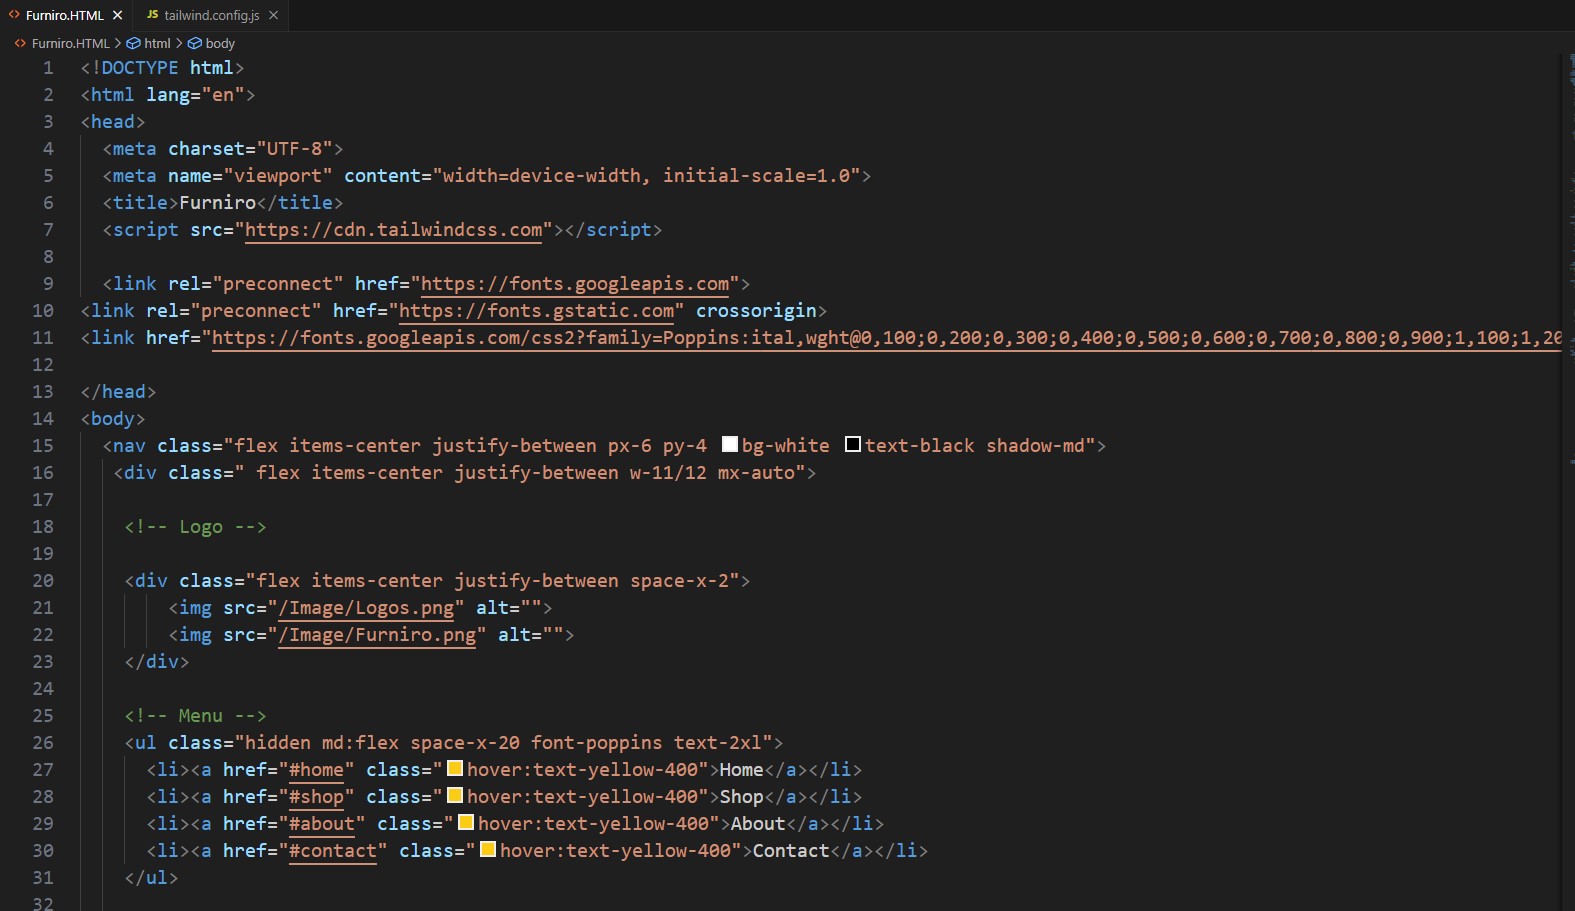 Furniro.HTML
JS tailwind.config.js
Furniro.HTML > html > body
1 <!DOCTYPE html>
2 <html lang="en">
3 <head>
4 <meta charset="UTF-8">
5 <meta name="viewport" content="width=device-width, initial-scale=1.0">
6 <title>Furniro</title>
7 <script src="https://cdn.tailwindcss.com"></script>
8
9 <link rel="preconnect" href="https://fonts.googleapis.com">
10 <link rel="preconnect" href="https://fonts.gstatic.com" crossorigin>
11 <link href="https://fonts.googleapis.com/css2?family=Poppins:ital,wght@0,100;0,200;0,300;0,400;0,500;0,600;0,700;0,800;0,900;1,100;1,20
12
13 </head>
14 <body>
15 <nav class="flex items-center justify-between px-6 py-4 bg-white text-black shadow-md">
16 <div class=" flex items-center justify-between w-11/12 mx-auto">
17
18 <!-- Logo -->
19
20 <div class="flex items-center justify-between space-x-2">
21 <img src="/Image/Logos.png" alt="">
22 <img src="/Image/Furniro.png" alt="">
23 </div>
24
25 <!-- Menu -->
26 <ul class="hidden md:flex space-x-20 font-poppins text-2xl">
27 <li><a href="#home" class="hover:text-yellow-400">Home</a></li>
28 <li><a href="#shop" class="hover:text-yellow-400">Shop</a></li>
29 <li><a href="#about" class="hover:text-yellow-400">About</a></li>
30 <li><a href="#contact" class="hover:text-yellow-400">Contact</a></li>
31 </ul>
32